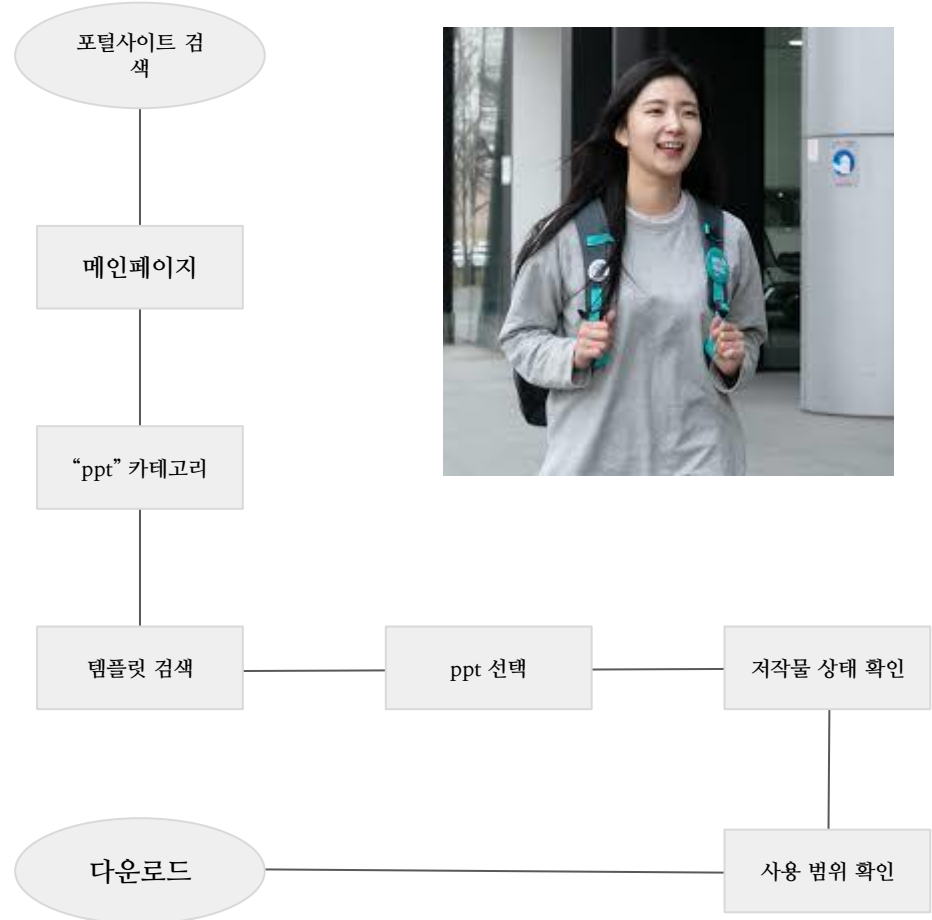 포털사이트 검
색
메인페이지
“ppt” 카테고리
템플릿 검색
ppt 선택
저작물 상태 확인
사용 범위 확인
다운로드